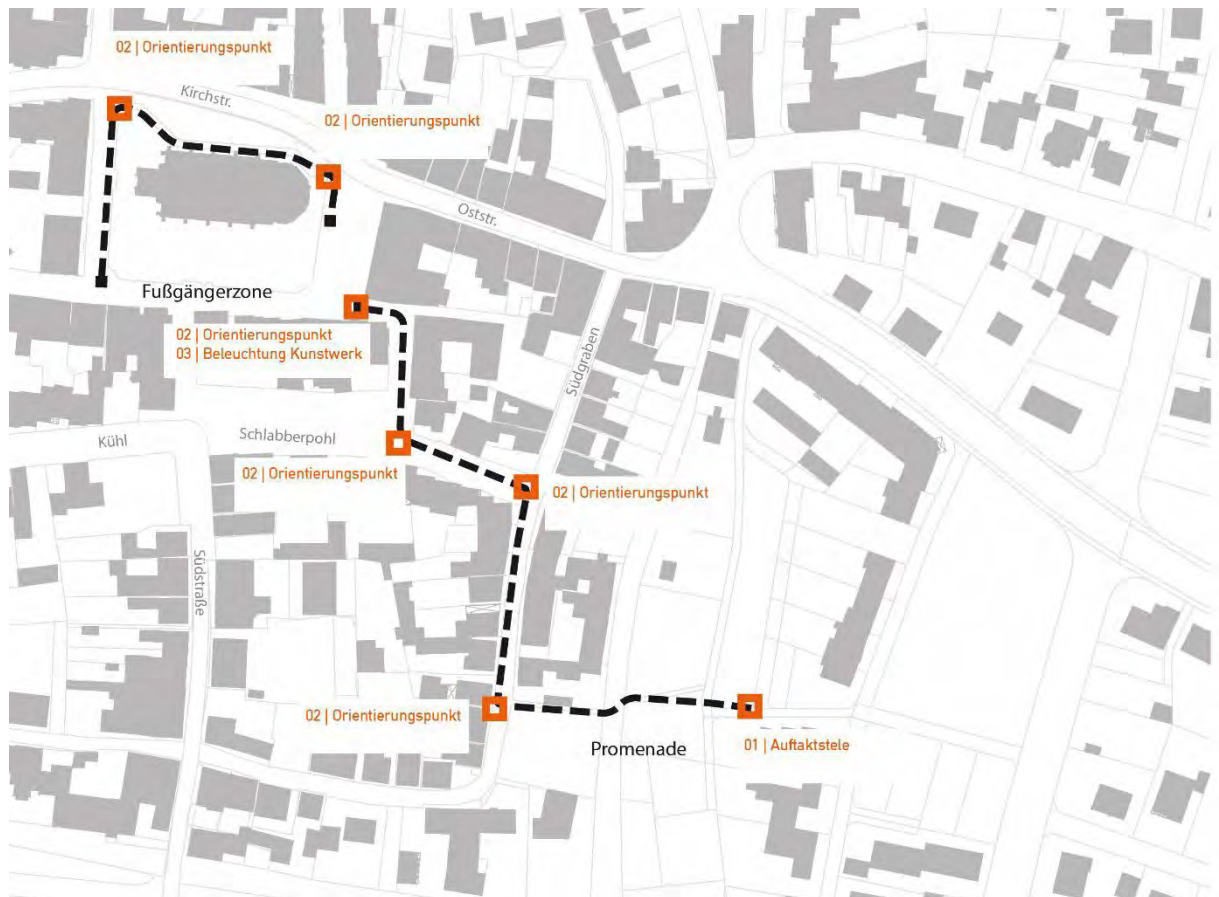 02 | Orientierungspunkt
Kirchstr.
02 | Orientierungspunkt
Oststr.
Fußgängerzone
02 | Orientierungspunkt
03 | Beleuchtung Kunstwerk
Südgraben
Kühl
Schlabberpohl
02 | Orientierungspunkt
02 | Orientierungspunkt
Südstraße
02 | Orientierungspunkt
Promenade
01 | Auftaktstele